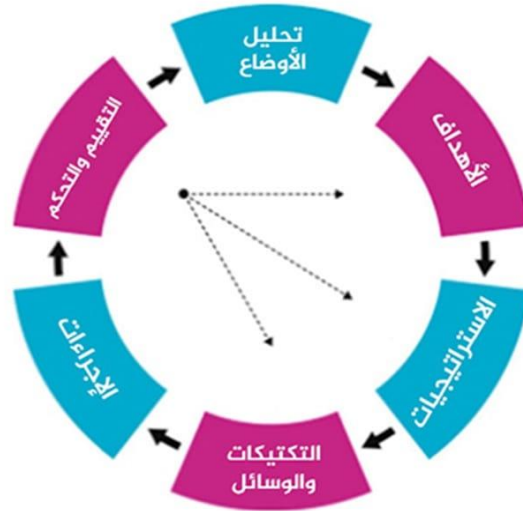 تحليل
الأوضاع
الأهداف
الاستراتيجيات
التكتيكات
والوسائل
الإجراءات
التقييم والتحكم